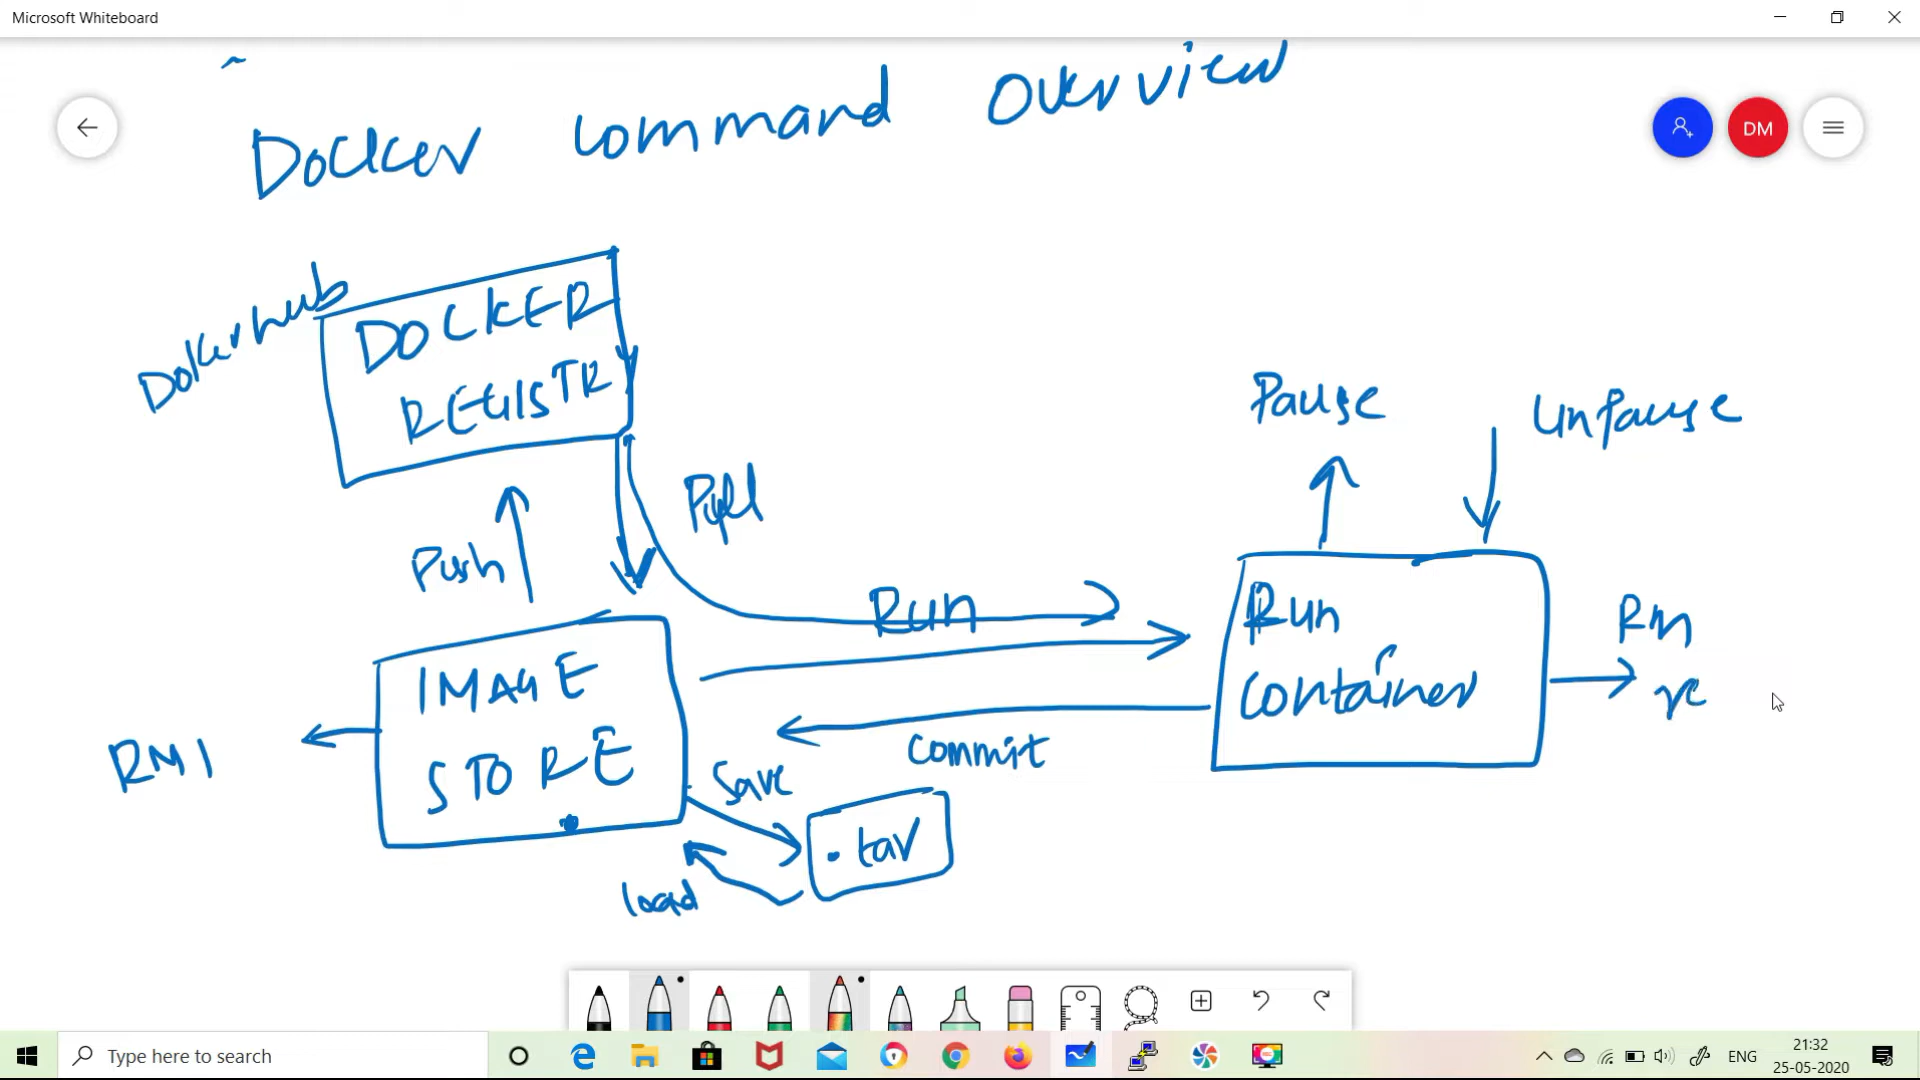 Microsoft Whiteboard
Docker Command Overview
DM
Dokerhub
DOCKER
REGISTR
Pull
Push
Pause
Unpause
Run
Run
Container
Rm
IMAGE
STORE
RMI
Commit
Save
.tar
load
Type here to search
ENG
21:32
25-05-2020